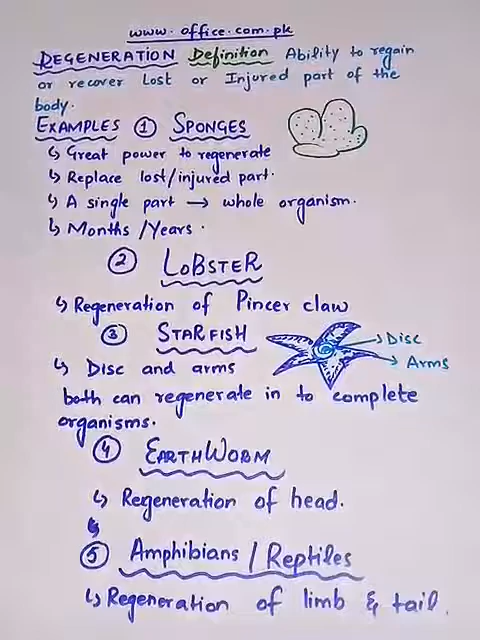 www.office.com.pk
REGENERATION Definition Ability to regain
or recover Lost or Injured part of the
body.
EXAMPLES ① SPONGES
↳ Great power to regenerate
↳ Replace lost/injured part.
↳ A single part → whole organism.
↳ Months/Years.
② LOBSTER
↳ Regeneration of Pincer claw
③ STARFISH
Disc
Arms
↳ Disc and arms
both can regenerate in to complete
organisms.
④ EARTHWORM
↳ Regeneration of head.
⑤ Amphibians / Reptiles
↳ Regeneration of limb & tail.